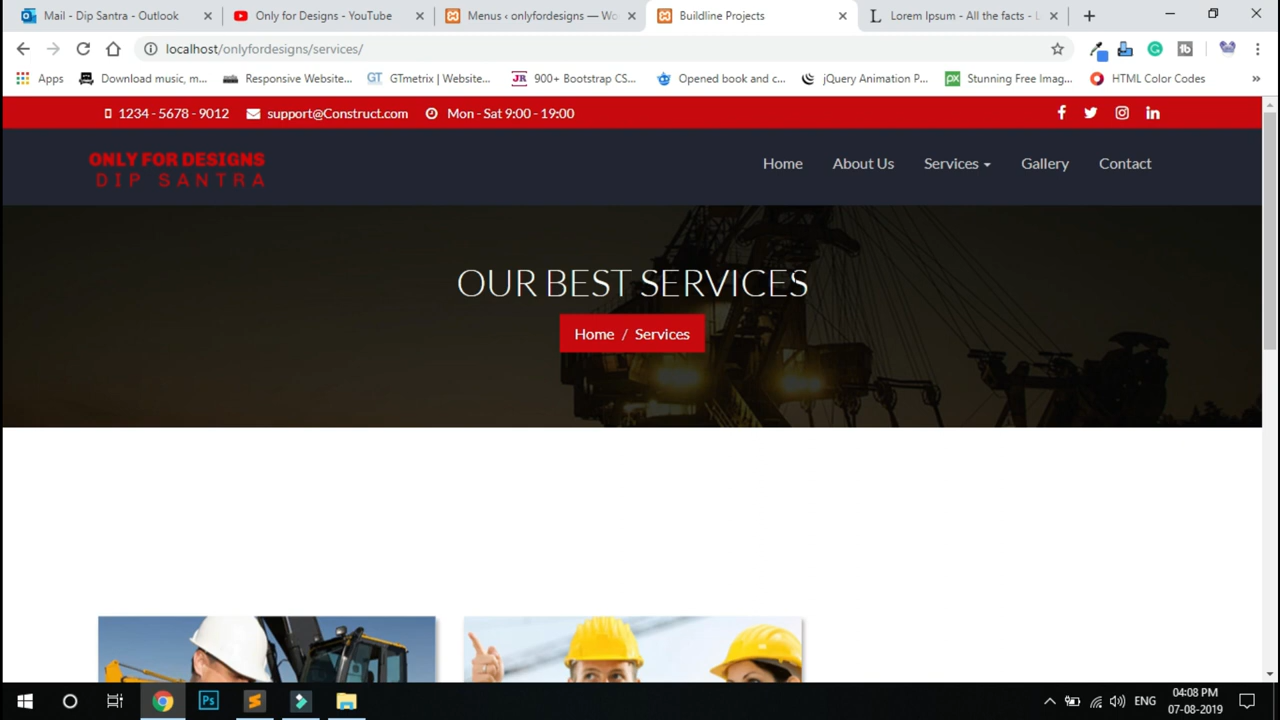 Mail - Dip Santra - Outlook
Only for Designs - YouTube
Menus ‹ onlyfordesigns — Wo
Buildline Projects
Lorem Ipsum - All the facts - L
localhost/onlyfordesigns/services/
Apps
Download music, m...
Responsive Website...
GT GTmetrix | Website...
JR 900+ Bootstrap CS...
Opened book and c...
jQuery Animation P...
px Stunning Free Imag...
HTML Color Codes
»
1234 - 5678 - 9012 support@Construct.com Mon - Sat 9:00 - 19:00
ONLY FOR DESIGNS
DIP SANTRA
Home About Us Services Gallery Contact
OUR BEST SERVICES
Home / Services
Ps
ENG
04:08 PM
07-08-2019